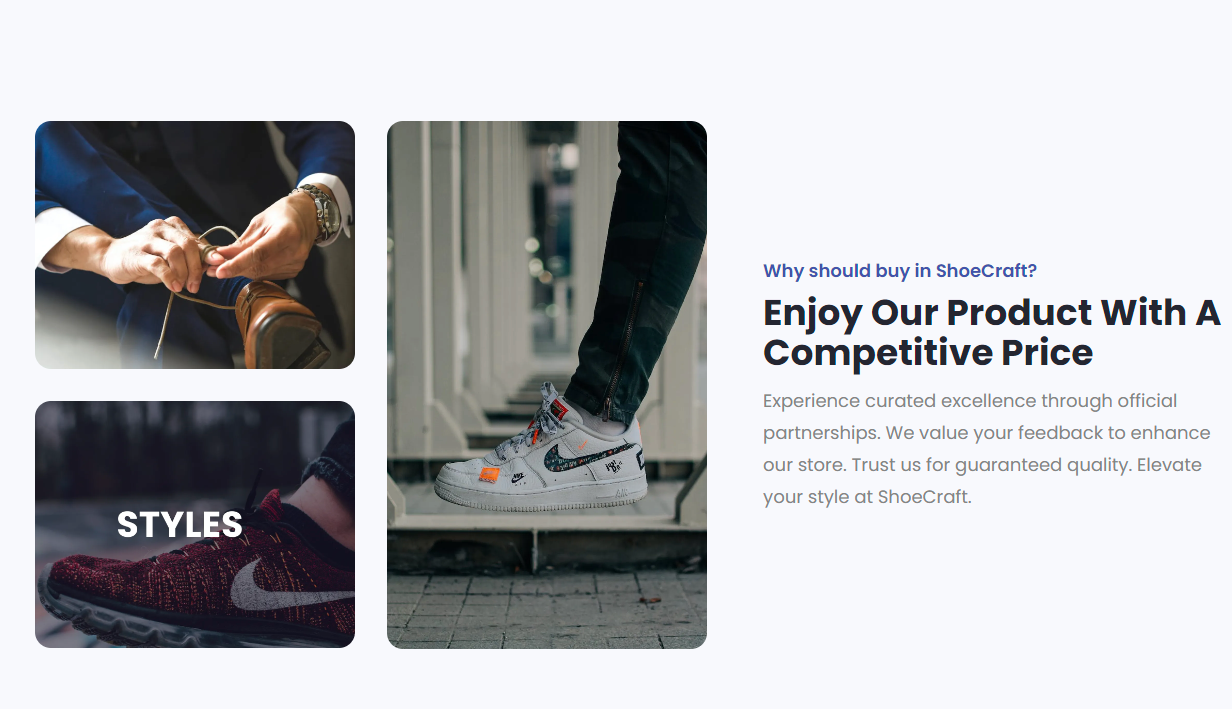 STYLES
Why should buy in ShoeCraft?
Enjoy Our Product With A
Competitive Price
Experience curated excellence through official
partnerships. We value your feedback to enhance
our store. Trust us for guaranteed quality. Elevate
your style at ShoeCraft.